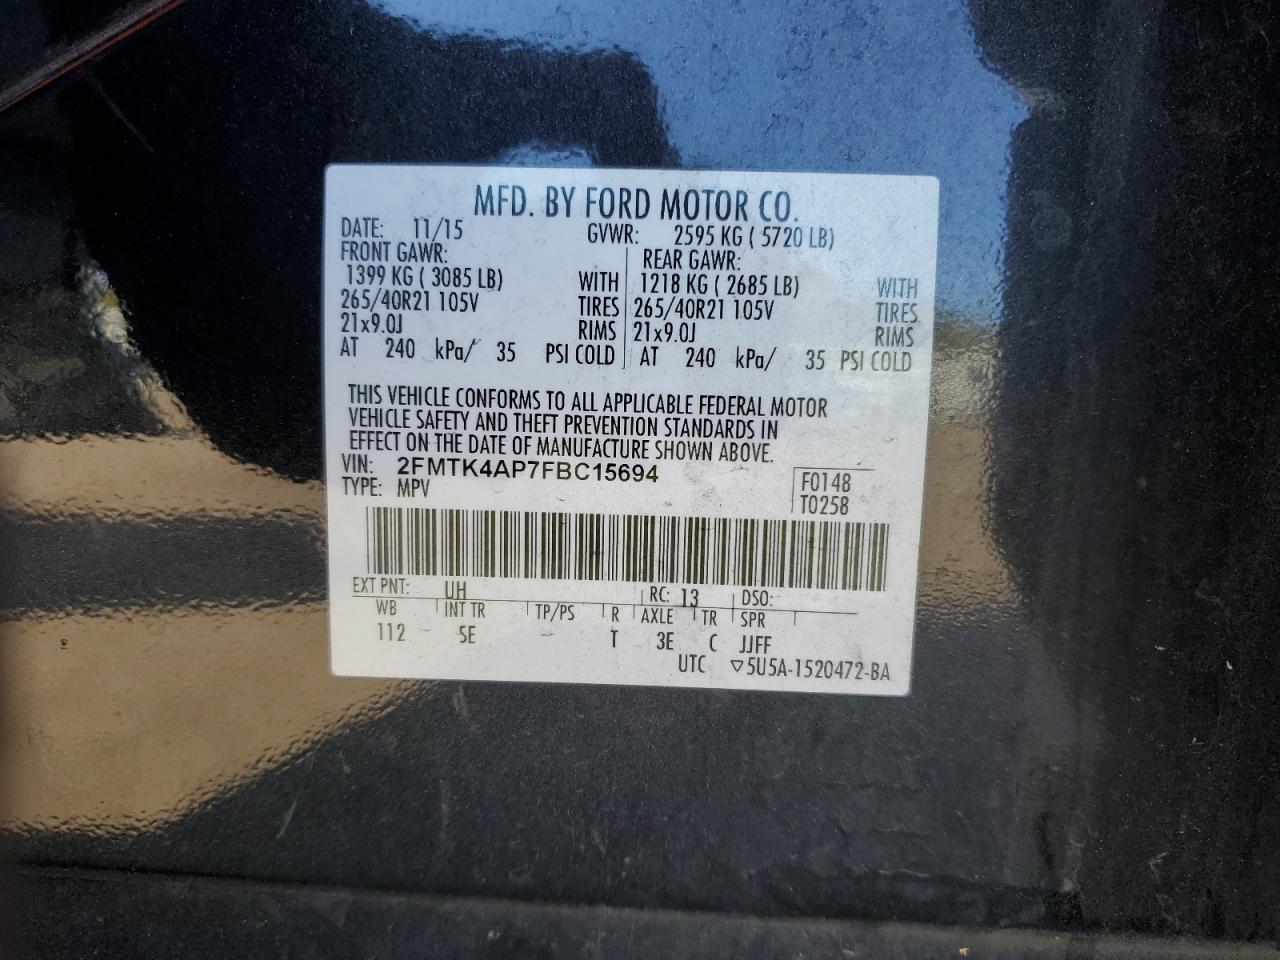 MFD. BY FORD MOTOR CO.
DATE: 11/15 GVWR: 2595 KG ( 5720 LB)
FRONT GAWR: REAR GAWR:
1399 KG ( 3085 LB) WITH 1218 KG ( 2685 LB) WITH
265/40R21 105V TIRES 265/40R21 105V TIRES
21x9.0J RIMS 21x9.0J RIMS
AT 240 kPa/ 35 PSI COLD AT 240 kPa/ 35 PSI COLD
THIS VEHICLE CONFORMS TO ALL APPLICABLE FEDERAL MOTOR
VEHICLE SAFETY AND THEFT PREVENTION STANDARDS IN
EFFECT ON THE DATE OF MANUFACTURE SHOWN ABOVE.
VIN: 2FMTK4AP7FBC15694
TYPE: MPV
F0148
T0258
EXT PNT: UH RC: 13 DSO:
WB INT TR TP/PS R AXLE TR SPR
112 SE - T 3E C JJFF
UTC ▽5U5A-1520472-BA